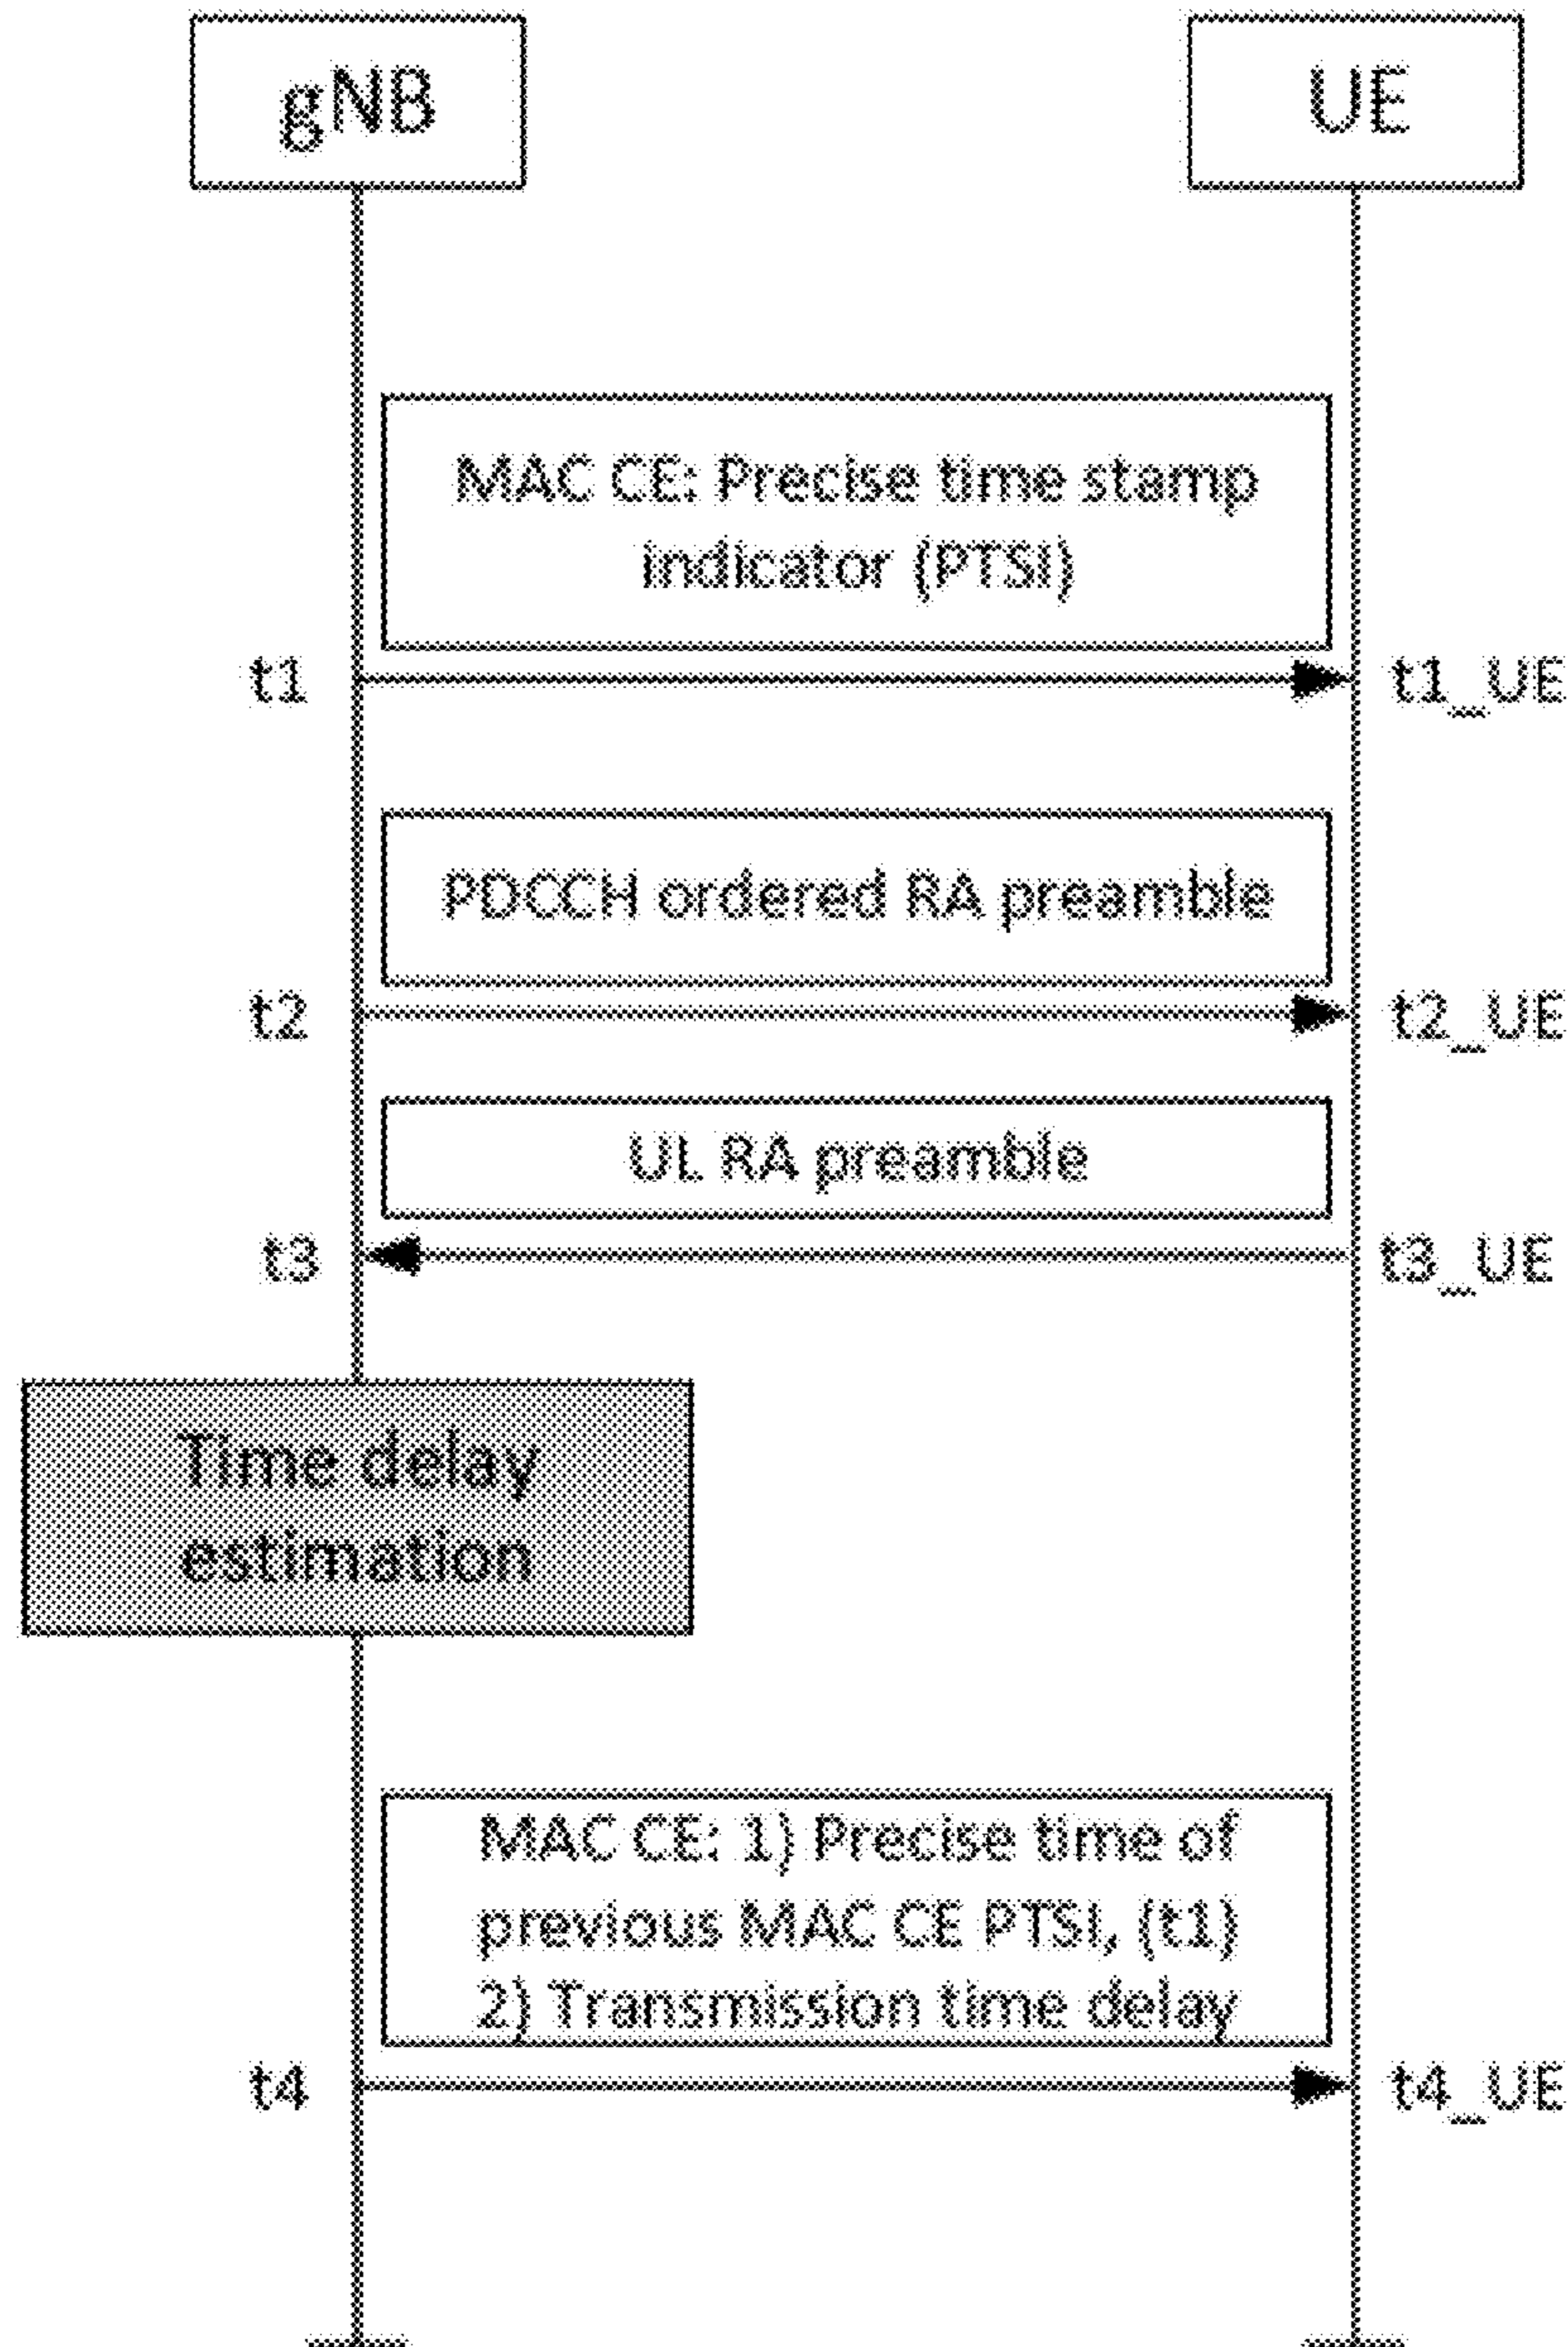 gNB
UE
MAC CE: Precise time stamp
indicator (PTSI)
t1
t1_UE
PDCCH ordered RA preamble
t2
t2_UE
UL RA preamble
t3
t3_UE
Time delay
estimation
MAC CE: 1) Precise time of
previous MAC CE PTSI, (t1)
2) Transmission time delay
t4
t4_UE